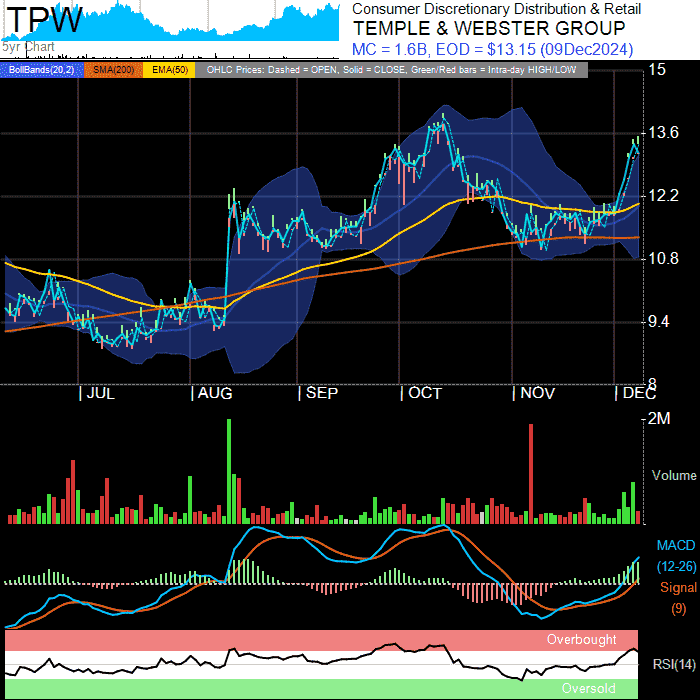 TPW
5yr Chart
Consumer Discretionary Distribution & Retail
TEMPLE & WEBSTER GROUP
MC = 1.6B, EOD = $13.15 (09Dec2024)
BollBands(20,2) SMA(200) EMA(50) OHLC Prices: Dashed = OPEN, Solid = CLOSE, Green/Red bars = Intra-day HIGH/LOW
15
13.6
12.2
10.8
9.4
8
JUL AUG SEP OCT NOV DEC
2M
Volume
MACD
(12-26)
Signal
(9)
Overbought
RSI(14)
Oversold